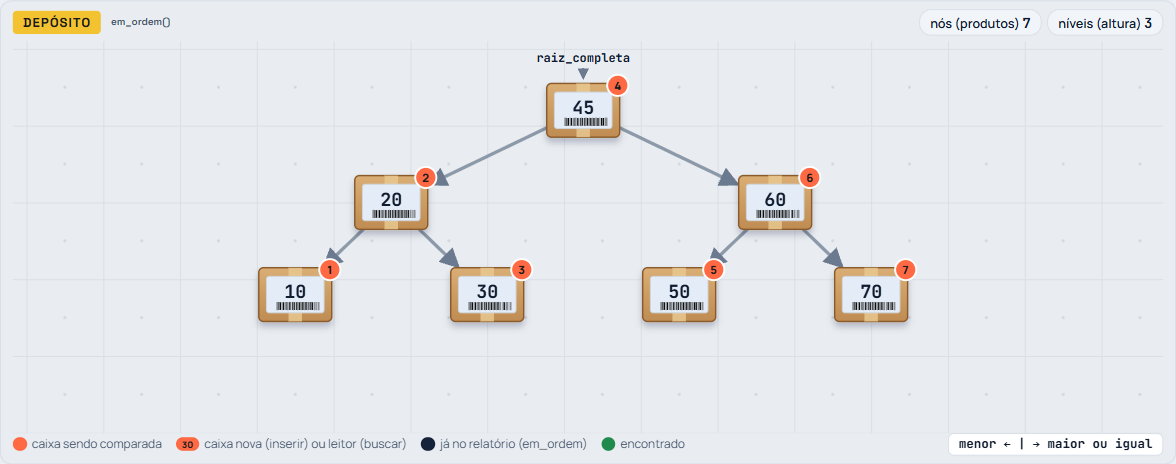 DEPÓSITO em_ordem() nós (produtos) 7 níveis (altura) 3
raiz_completa
45 4
20 2 60 6
10 1 30 3 50 5 70 7
caixa sendo comparada 30 caixa nova (inserir) ou leitor (buscar) já no relatório (em_ordem) encontrado menor ← | → maior ou igual